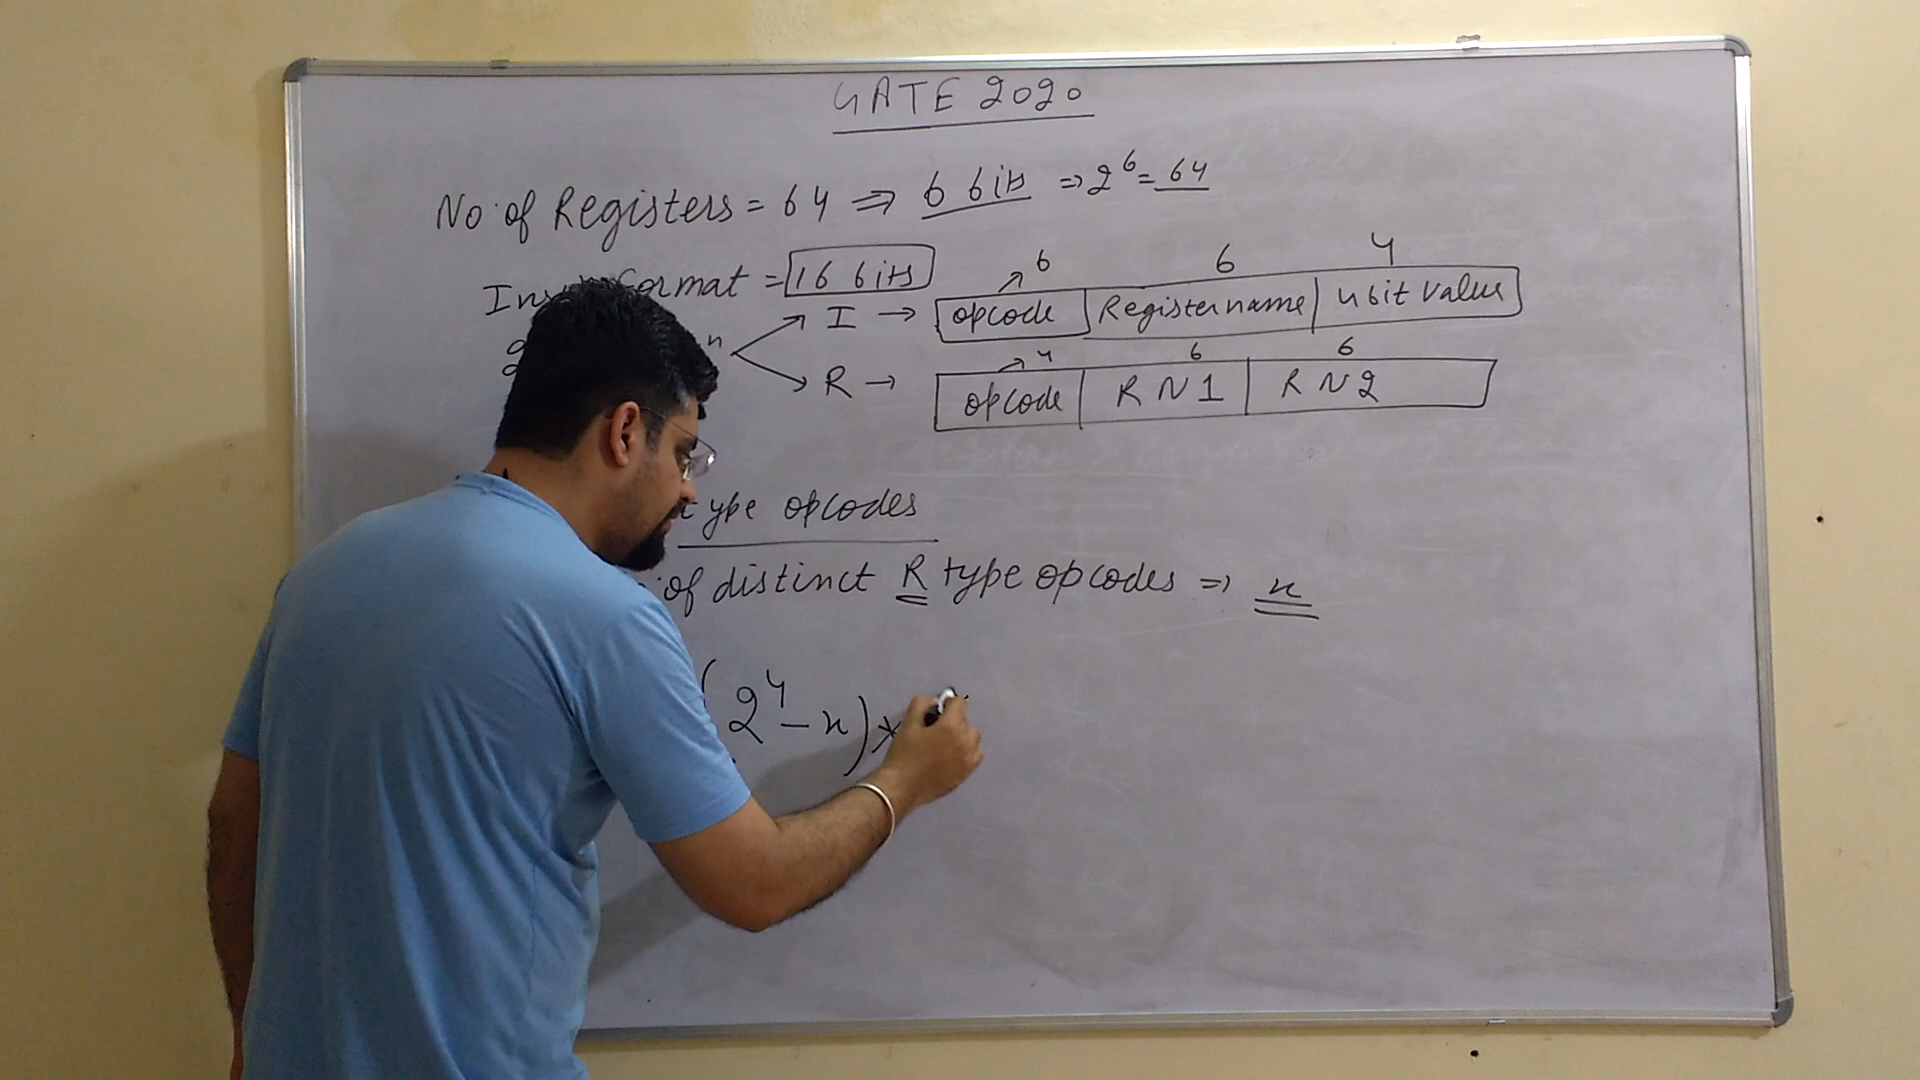 GATE 2020
No. of Registers = 64 ⇒ 6 bits ⇒ 2^6 = 64
format = 16 bits
6 6 4
I → opcode Register name 4 bit value
4 6 6
R → opcode R N 1 R N 2
type opcodes
of distinct R type opcodes ⇒ x
(2^4 - x) *